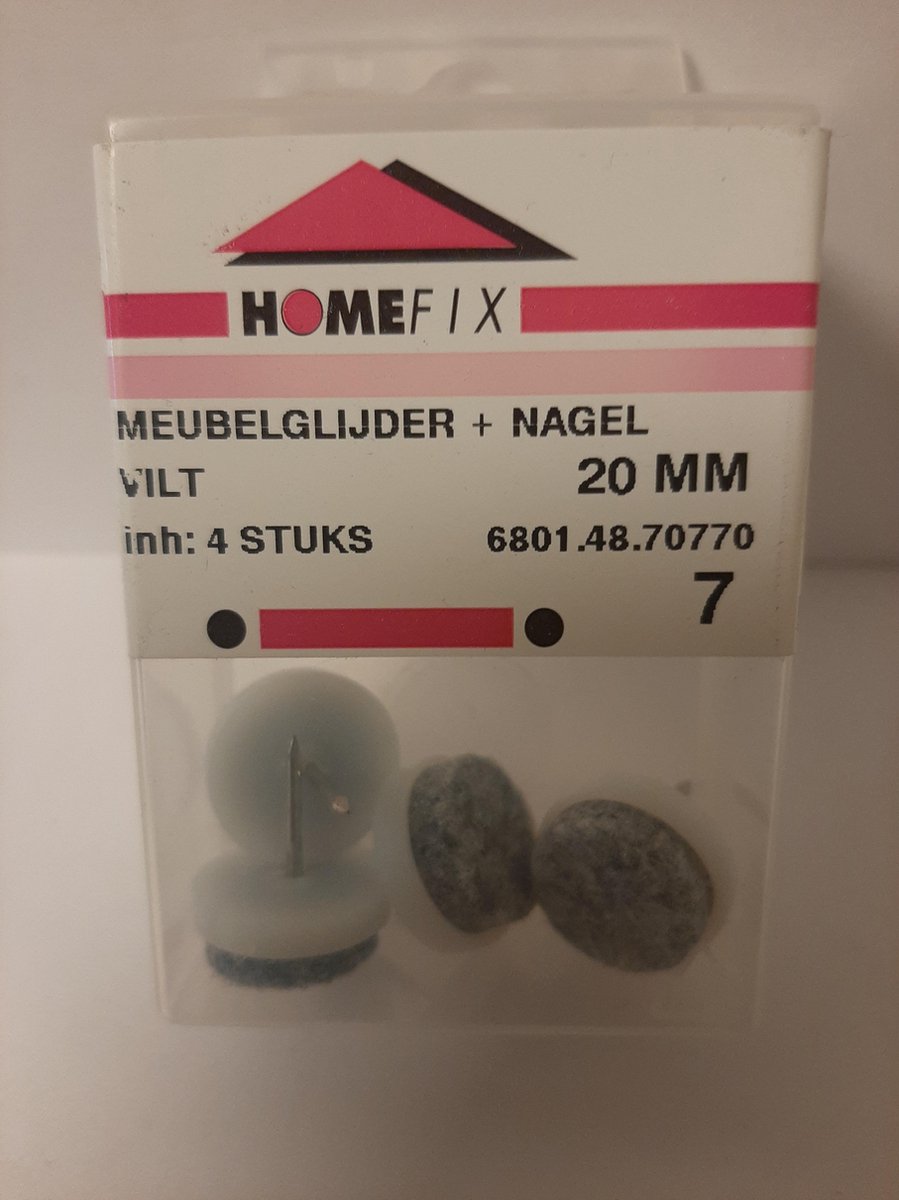 HOMEFIX
MEUBELGLIJDER + NAGEL
VILT 20 MM
inh: 4 STUKS 6801.48.70770
7